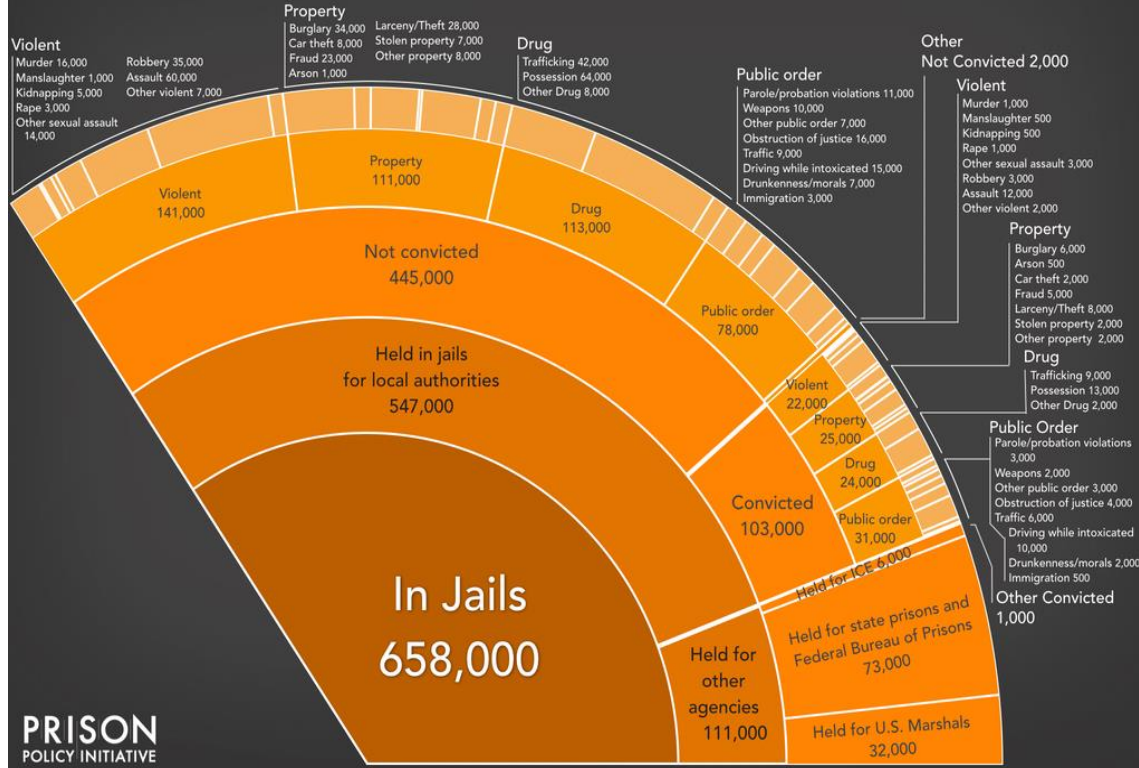 Violent
Murder 16,000
Manslaughter 1,000
Kidnapping 5,000
Rape 3,000
Other sexual assault
14,000
Robbery 35,000
Assault 60,000
Other violent 7,000
Property
Burglary 34,000
Car theft 8,000
Fraud 23,000
Arson 1,000
Larceny/Theft 28,000
Stolen property 7,000
Other property 8,000
Drug
Trafficking 42,000
Possession 64,000
Other Drug 8,000
Public order
Parole/probation violations 11,000
Weapons 10,000
Other public order 7,000
Obstruction of justice 16,000
Traffic 9,000
Driving while intoxicated 15,000
Drunkenness/morals 7,000
Immigration 3,000
Other
Not Convicted 2,000
Violent
Murder 1,000
Manslaughter 500
Kidnapping 500
Rape 1,000
Other sexual assault 3,000
Robbery 3,000
Assault 12,000
Other violent 2,000
Property
Burglary 6,000
Arson 500
Car theft 2,000
Fraud 5,000
Larceny/Theft 8,000
Stolen property 2,000
Other property 2,000
Drug
Trafficking 9,000
Possession 13,000
Other Drug 2,000
Public Order
Parole/probation violations
3,000
Weapons 2,000
Other public order 3,000
Obstruction of justice 4,000
Traffic 6,000
Driving while intoxicated
10,000
Drunkenness/morals 2,000
Immigration 500
Other Convicted
1,000
Violent
141,000
Property
111,000
Drug
113,000
Public order
78,000
Violent
22,000
Property
25,000
Drug
24,000
Public order
31,000
Not convicted
445,000
Convicted
103,000
Held in jails
for local authorities
547,000
Held for ICE 6,000
Held for state prisons and
Federal Bureau of Prisons
73,000
Held for U.S. Marshals
32,000
Held for
other
agencies
111,000
In Jails
658,000
PRISON
POLICY INITIATIVE